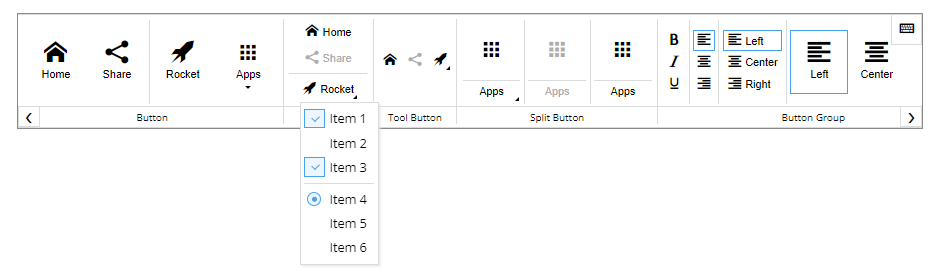 Home
Share
Rocket
Apps
Button
Home
Share
Rocket
Item 1
Item 2
Item 3
Item 4
Item 5
Item 6
Tool Button
Apps
Apps
Apps
Split Button
B
I
U
Left
Center
Right
Left
Center
Button Group